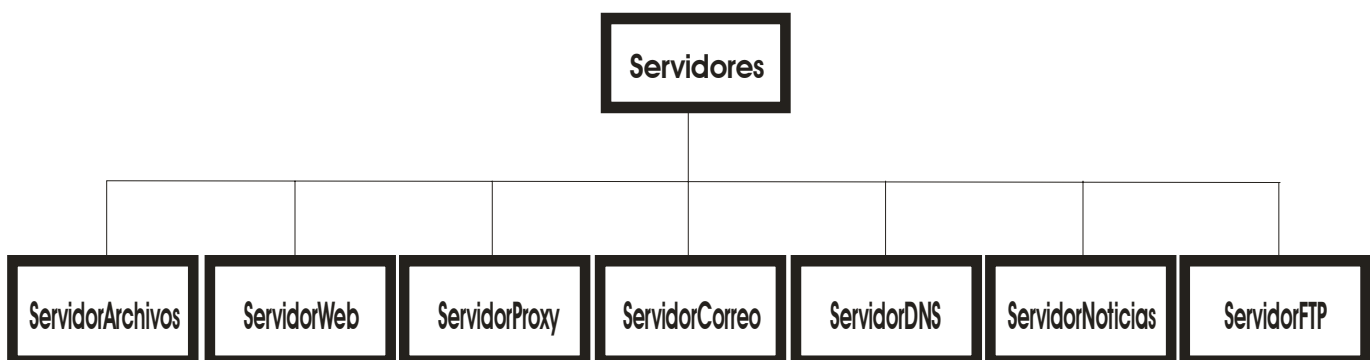 Servidores
ServidorArchivos
ServidorWeb
ServidorProxy
ServidorCorreo
ServidorDNS
ServidorNoticias
ServidorFTP